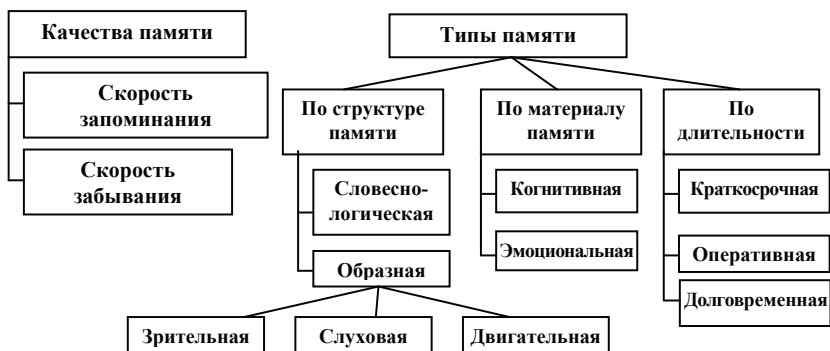 Качества памяти
Скорость
запоминания
Скорость
забывания
Типы памяти
По структуре
памяти
Словесно-
логическая
Образная
Зрительная
Слуховая
Двигательная
По материалу
памяти
Когнитивная
Эмоциональная
По
длительности
Краткосрочная
Оперативная
Долговременная